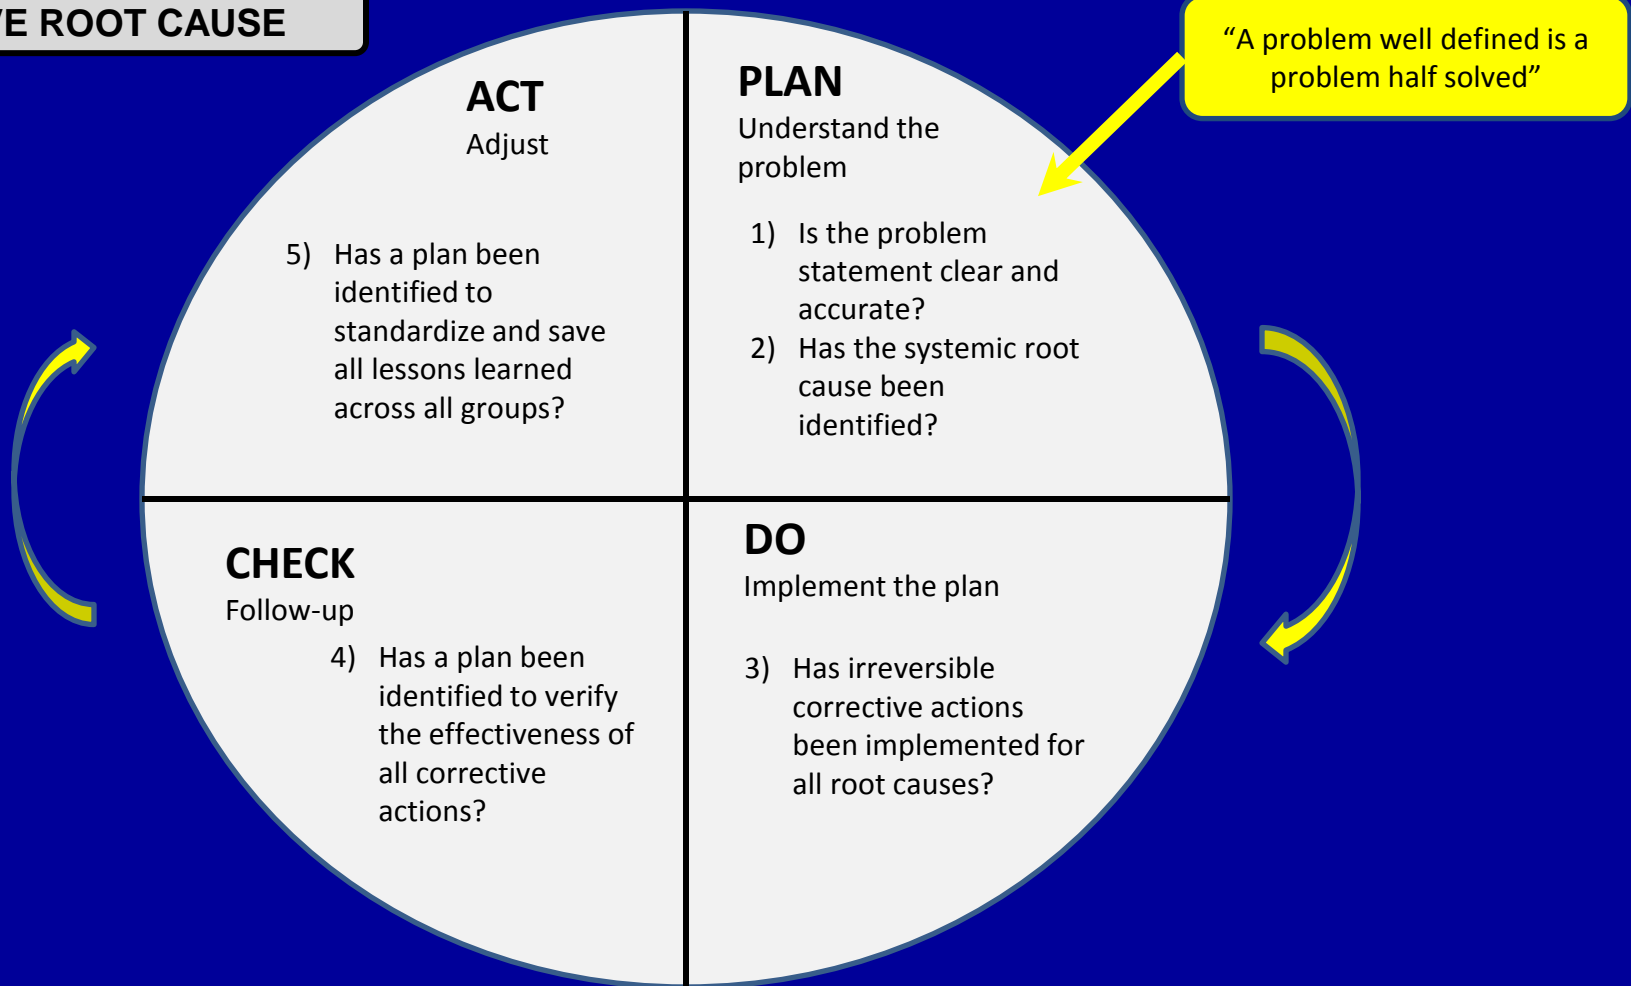 E ROOT CAUSE
“A problem well defined is a
problem half solved”
ACT
Adjust
5) Has a plan been
identified to
standardize and save
all lessons learned
across all groups?
PLAN
Understand the
problem
1) Is the problem
statement clear and
accurate?
2) Has the systemic root
cause been
identified?
CHECK
Follow-up
4) Has a plan been
identified to verify
the effectiveness of
all corrective
actions?
DO
Implement the plan
3) Has irreversible
corrective actions
been implemented for
all root causes?